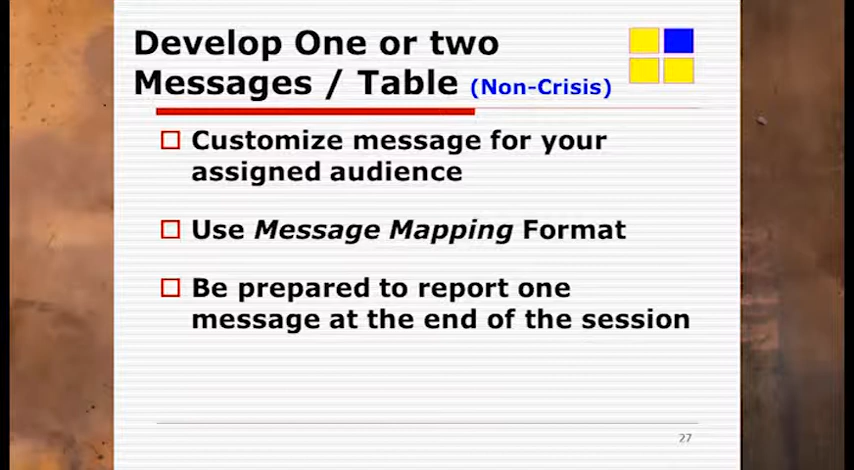 Develop One or two
Messages / Table (Non-Crisis)
Customize message for your
assigned audience
Use Message Mapping Format
Be prepared to report one
message at the end of the session
27